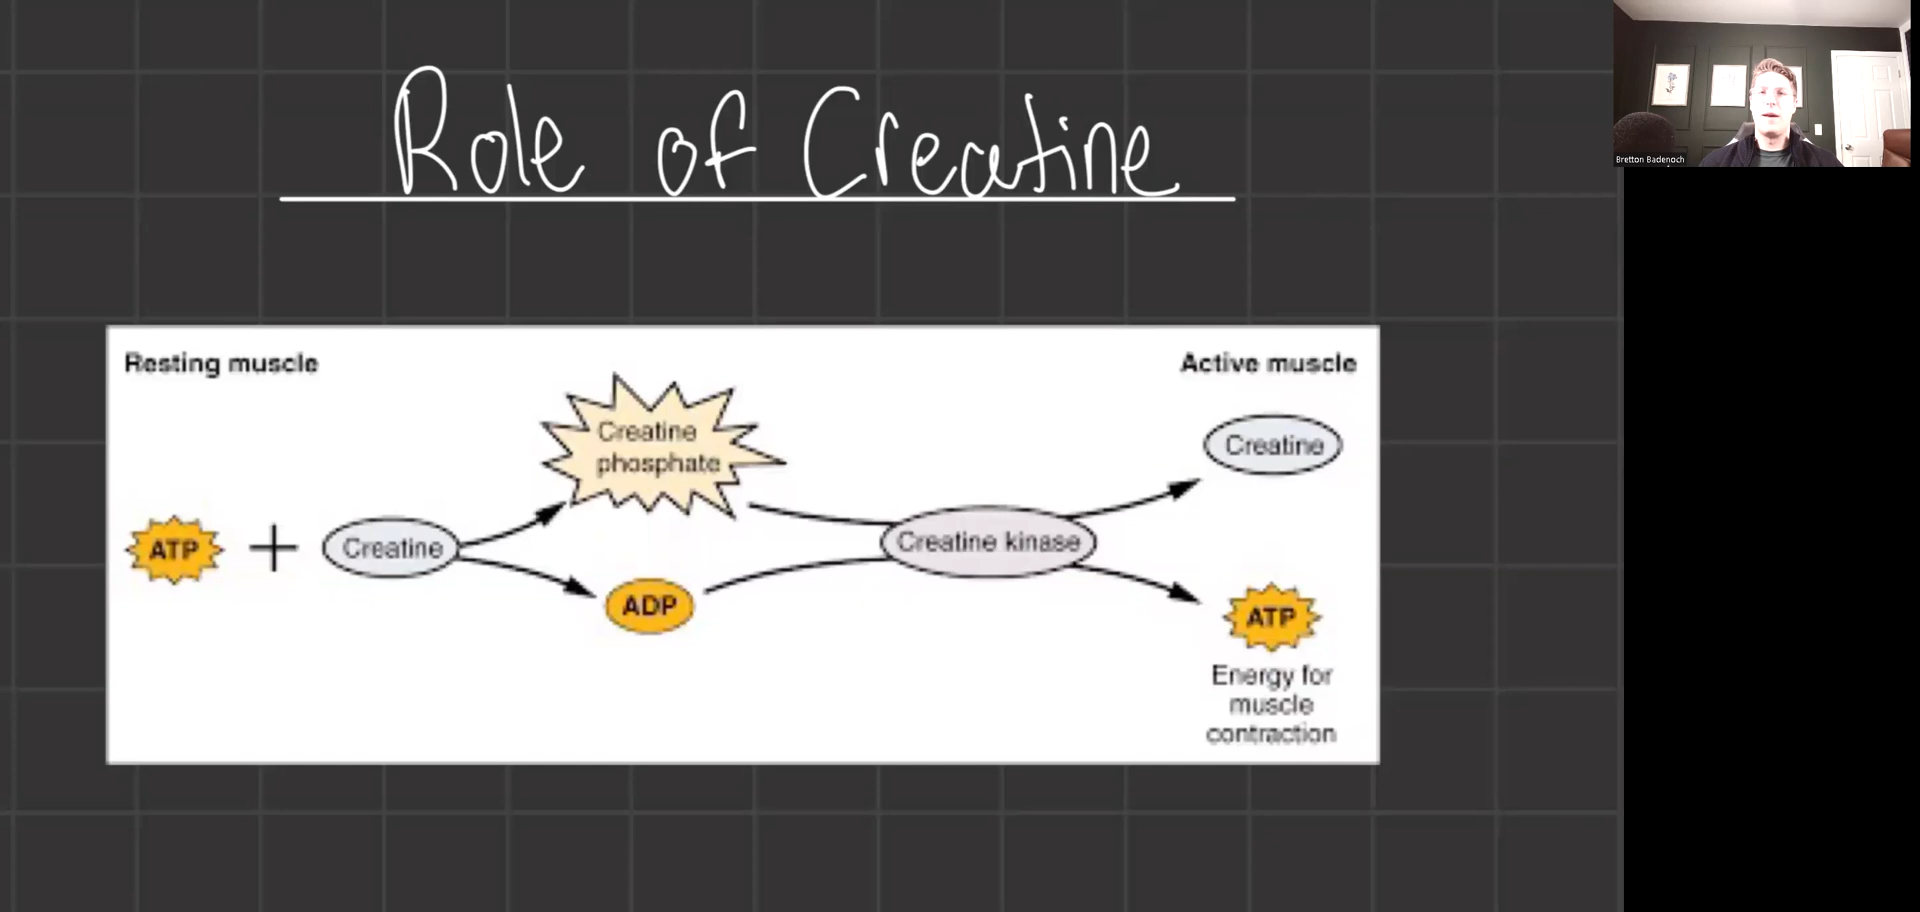 Role of Creatine
Bretton Badenoch
Resting muscle
Active muscle
Creatine
phosphate
Creatine
ATP + Creatine
Creatine kinase
ADP
ATP
Energy for
muscle
contraction